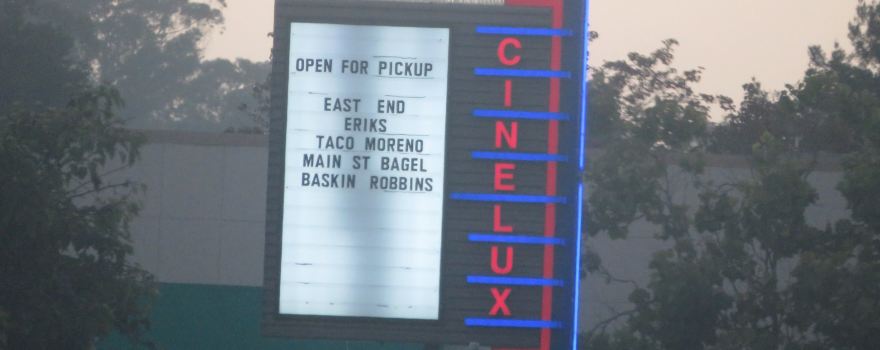 OPEN FOR PICKUP
EAST END
ERIKS
TACO MORENO
MAIN ST BAGEL
BASKIN ROBBINS
CINELUX